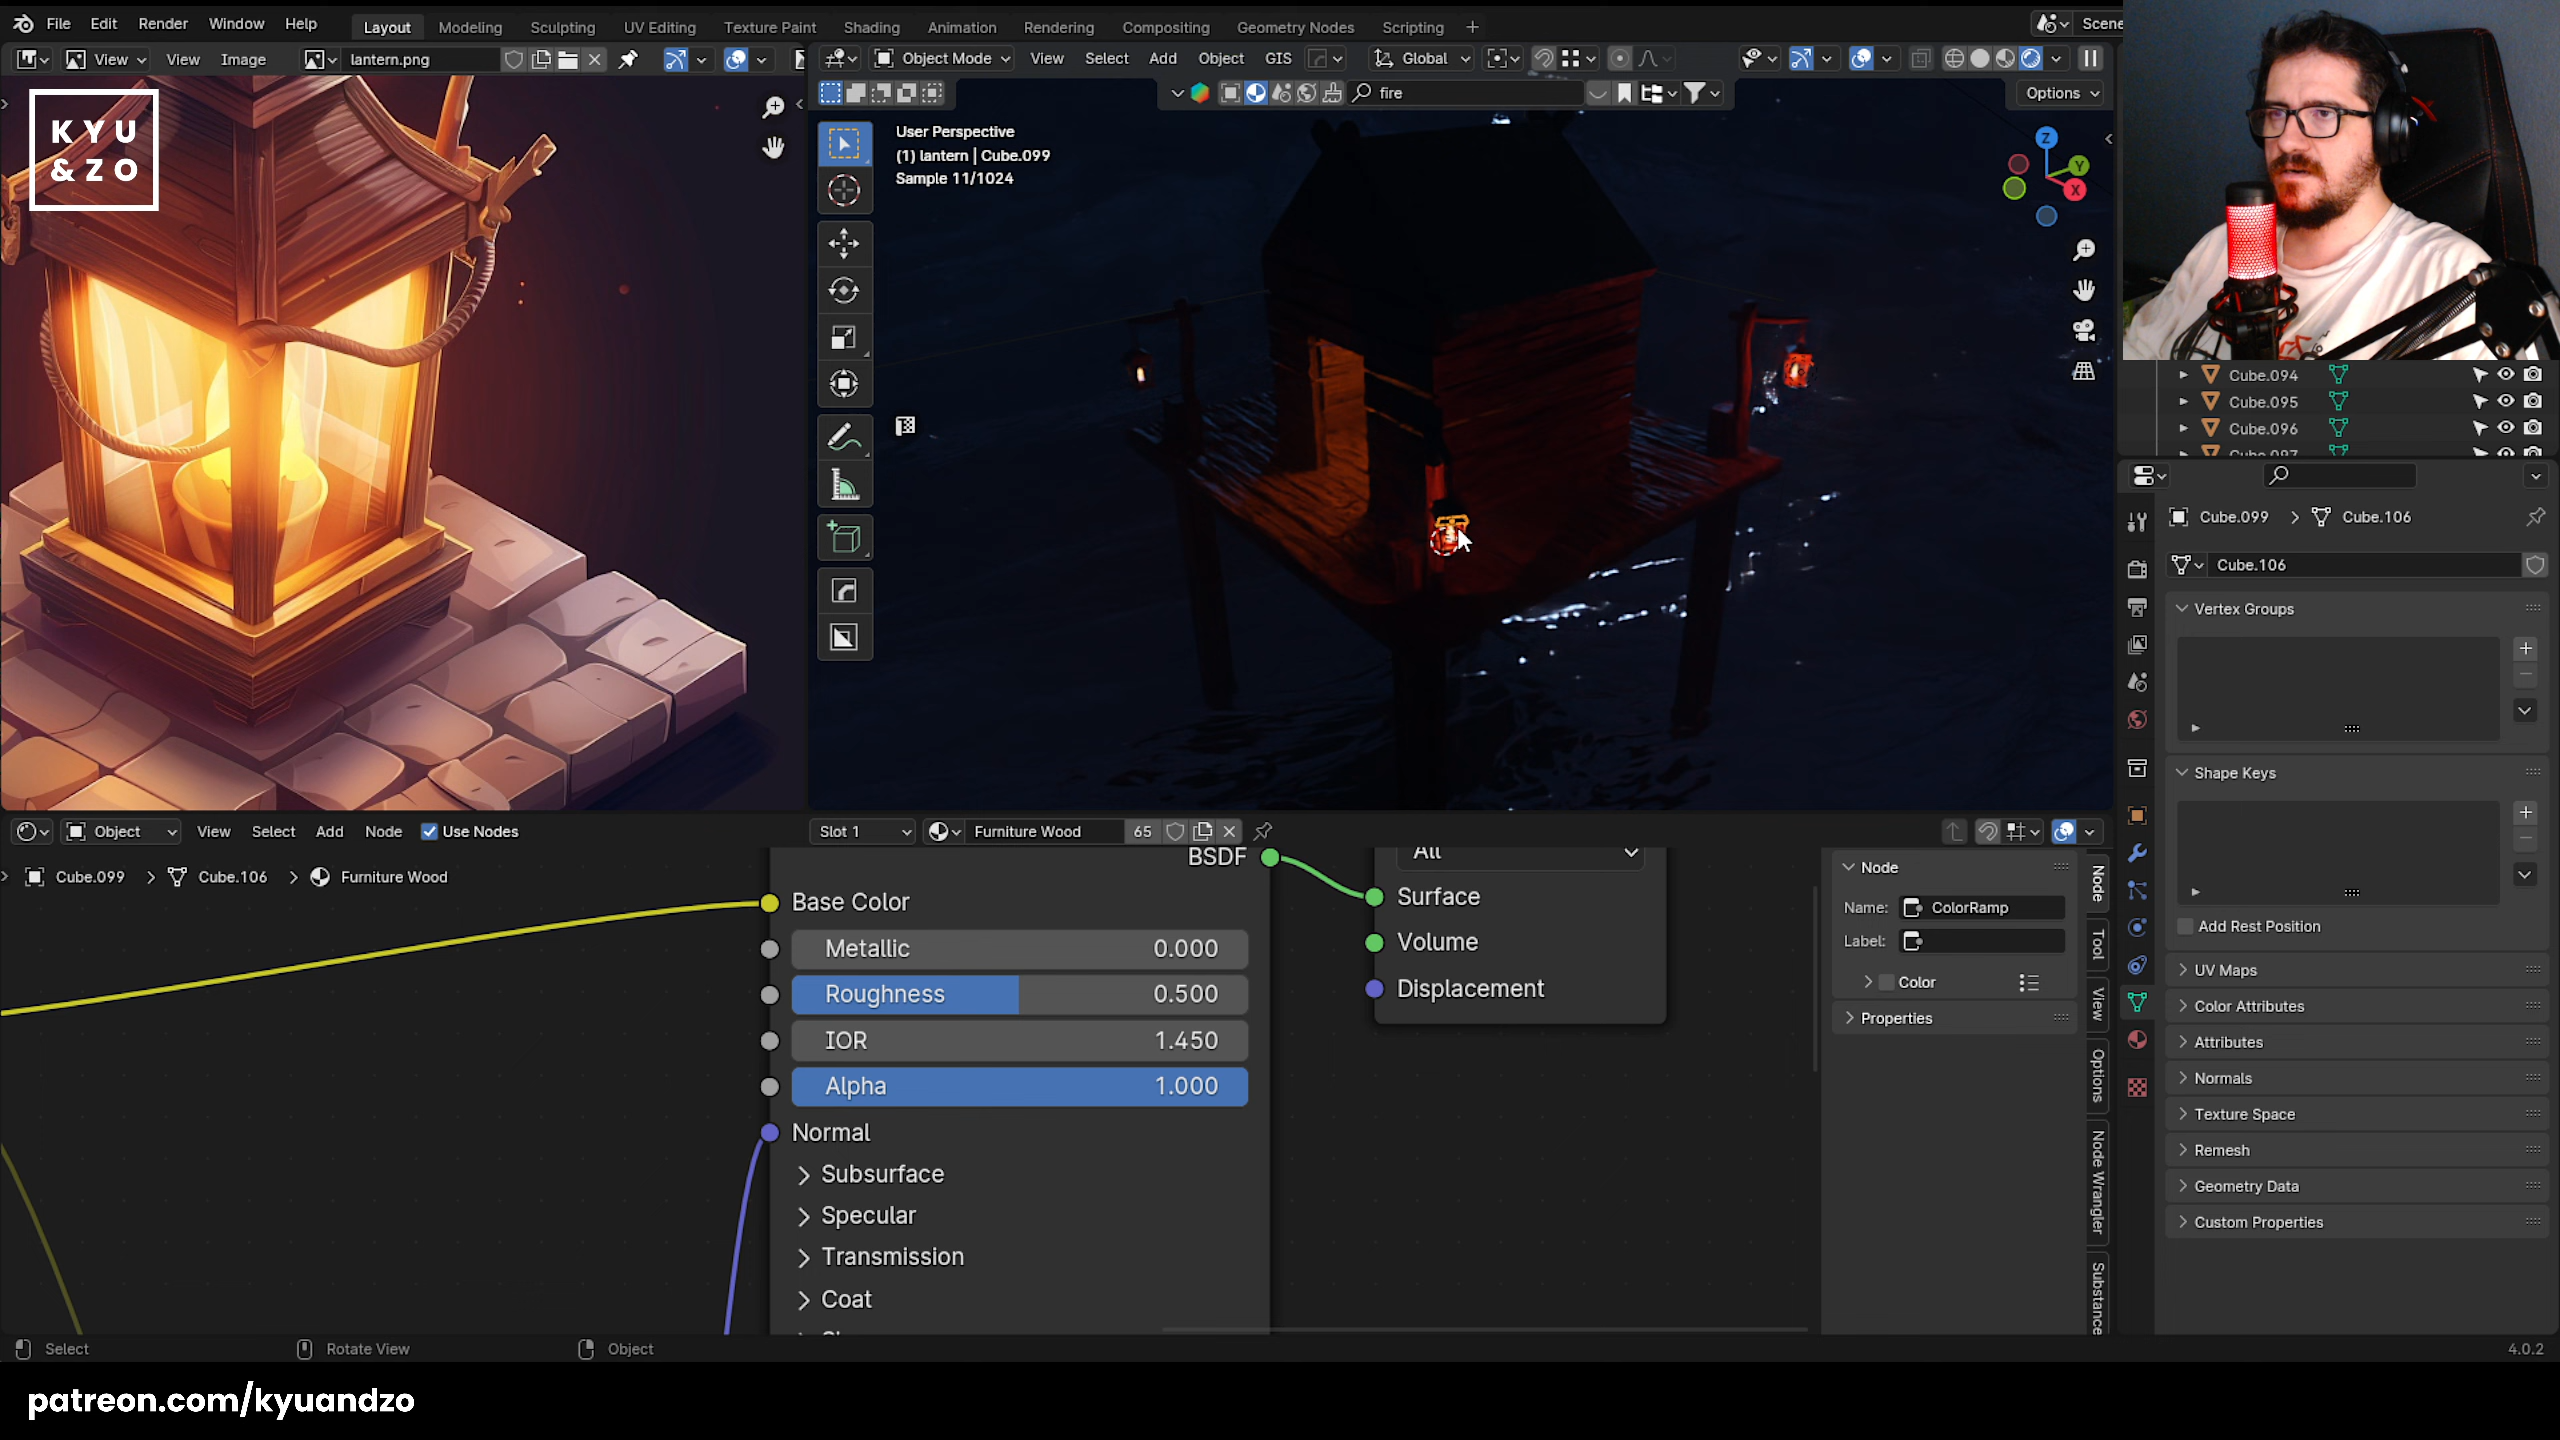 File Edit Render Window Help Layout Modeling Sculpting UV Editing Texture Paint Shading Animation Rendering Compositing Geometry Nodes Scripting + Scene
View View Image lantern.png Object Mode View Select Add Object GIS Global
fire Options
KYU
&ZO
User Perspective
(1) lantern | Cube.099
Sample 11/1024
Z
Y
X
Cube.094
Cube.095
Cube.096
Cube.097
Cube.099 > Cube.106
Cube.106
Vertex Groups
Shape Keys
Add Rest Position
UV Maps
Color Attributes
Attributes
Normals
Texture Space
Remesh
Geometry Data
Custom Properties
Object View Select Add Node Use Nodes Slot 1 Furniture Wood 65
Cube.099 > Cube.106 > Furniture Wood
BSDF
Base Color
Metallic 0.000
Roughness 0.500
IOR 1.450
Alpha 1.000
Normal
Subsurface
Specular
Transmission
Coat
All
Surface
Volume
Displacement
Node
Name: ColorRamp
Label:
Color
Properties
Node
Tool
View
Options
Node Wrangler
Substance
Select Rotate View Object 4.0.2
patreon.com/kyuandzo